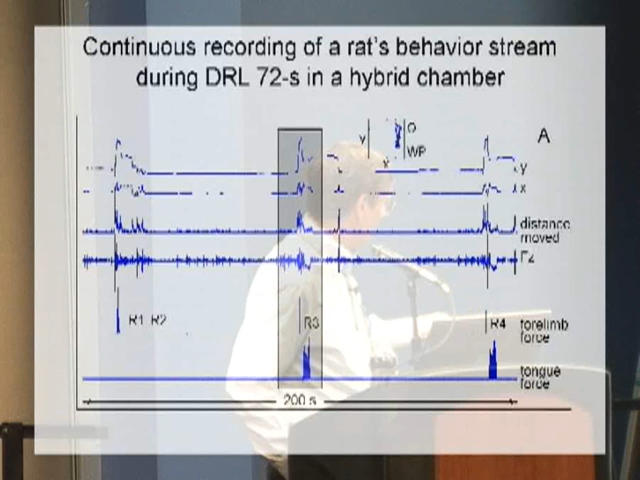 Continuous recording of a rat's behavior stream
during DRL 72-s in a hybrid chamber
A
y
O
WP
x
y
x
distance
moved
Fz
R1 R2
R3
R4
forelimb
force
tongue
force
200 s